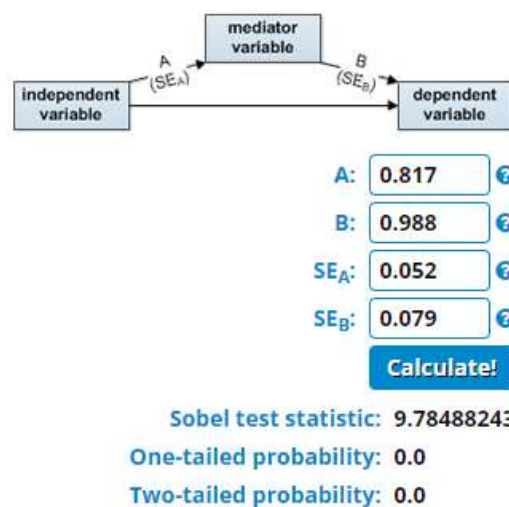 mediator
variable
A
(SEA)
B
(SEB)
independent
variable
dependent
variable
A: 0.817 ?
B: 0.988 ?
SEA: 0.052 ?
SEB: 0.079 ?
Calculate!
Sobel test statistic: 9.78488243
One-tailed probability: 0.0
Two-tailed probability: 0.0